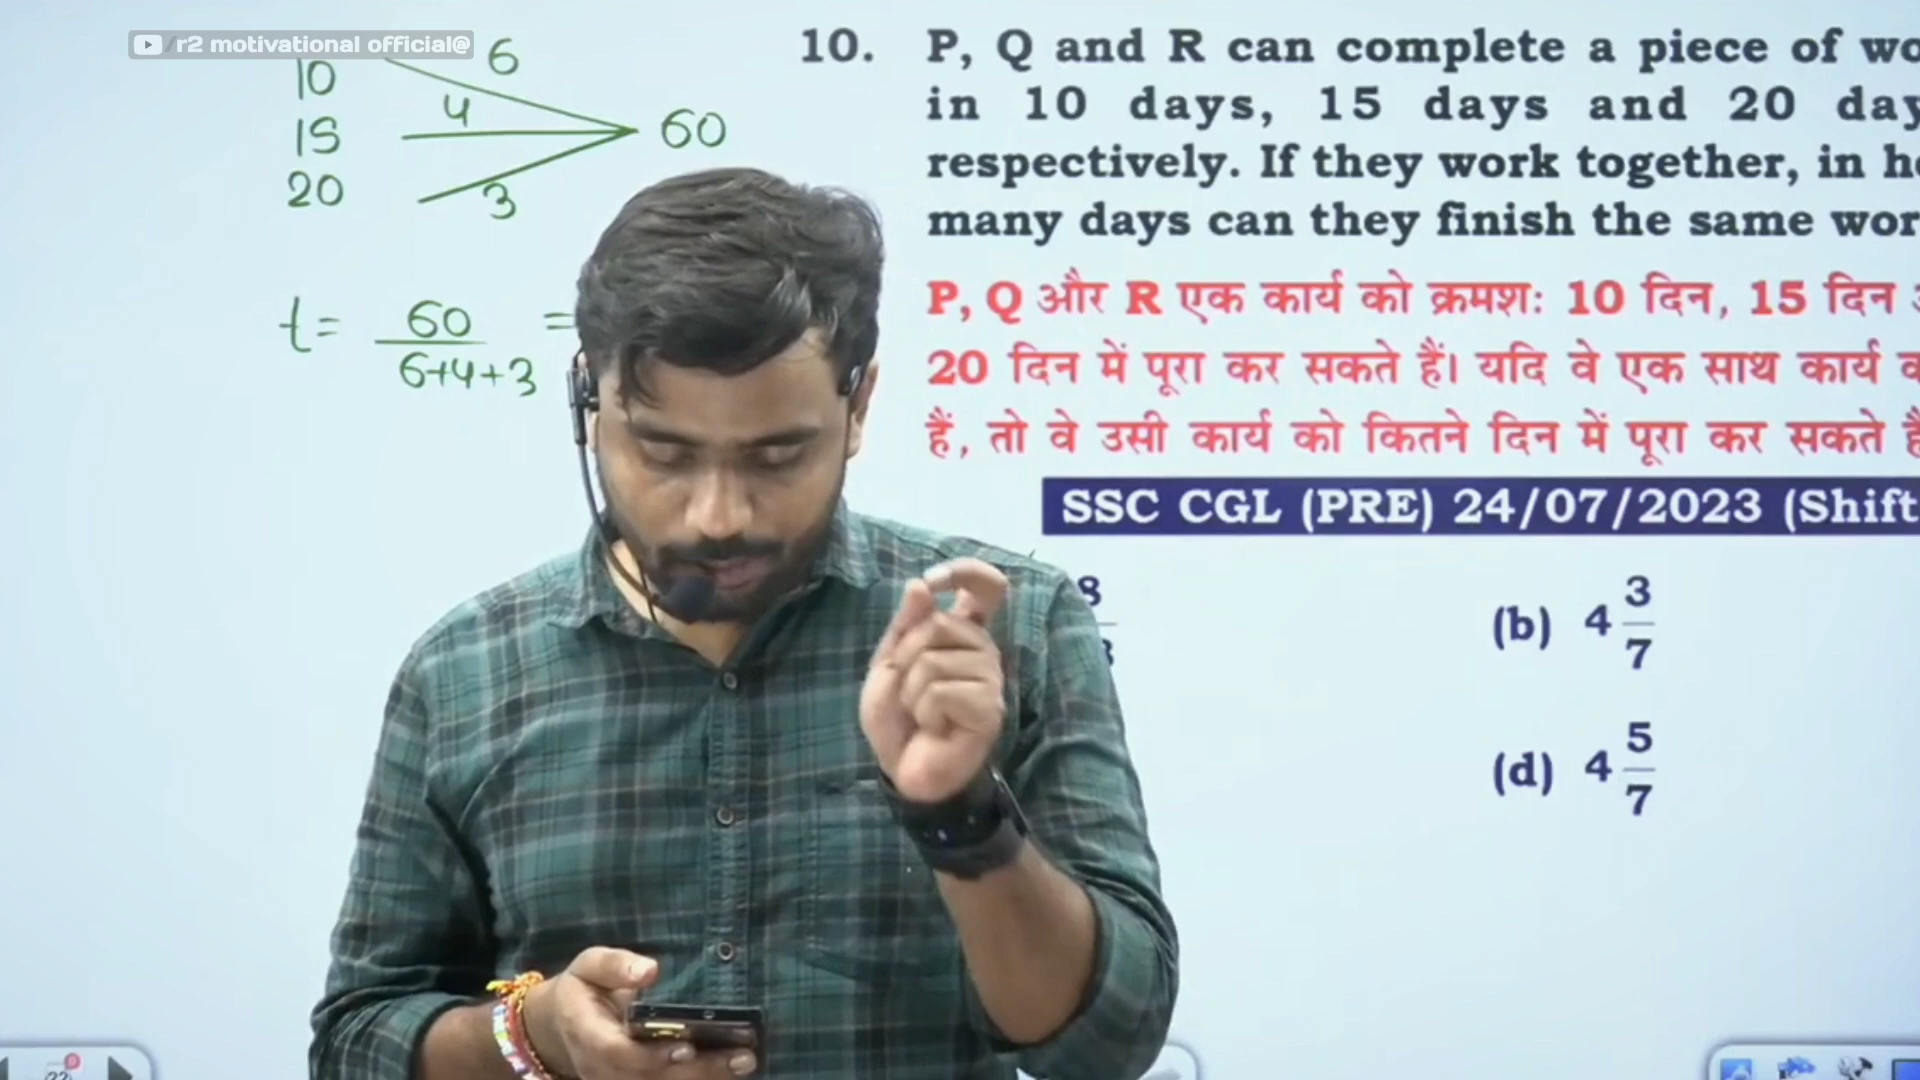 /r2 motivational official@
10
15
20
6
4
3
60
t = 60 / 6+4+3 =
10. P, Q and R can complete a piece of
in 10 days, 15 days and 20
respectively. If they work together, in
many days can they finish the same
P, Q और R एक कार्य को क्रमशः 10 दिन, 15 दिन
20 दिन में पूरा कर सकते हैं। यदि वे एक साथ कार्य
हैं, तो वे उसी कार्य को कितने दिन में पूरा कर सकते
SSC CGL (PRE) 24/07/2023 (Shift
8
(b) 4 3/7
(d) 4 5/7
22